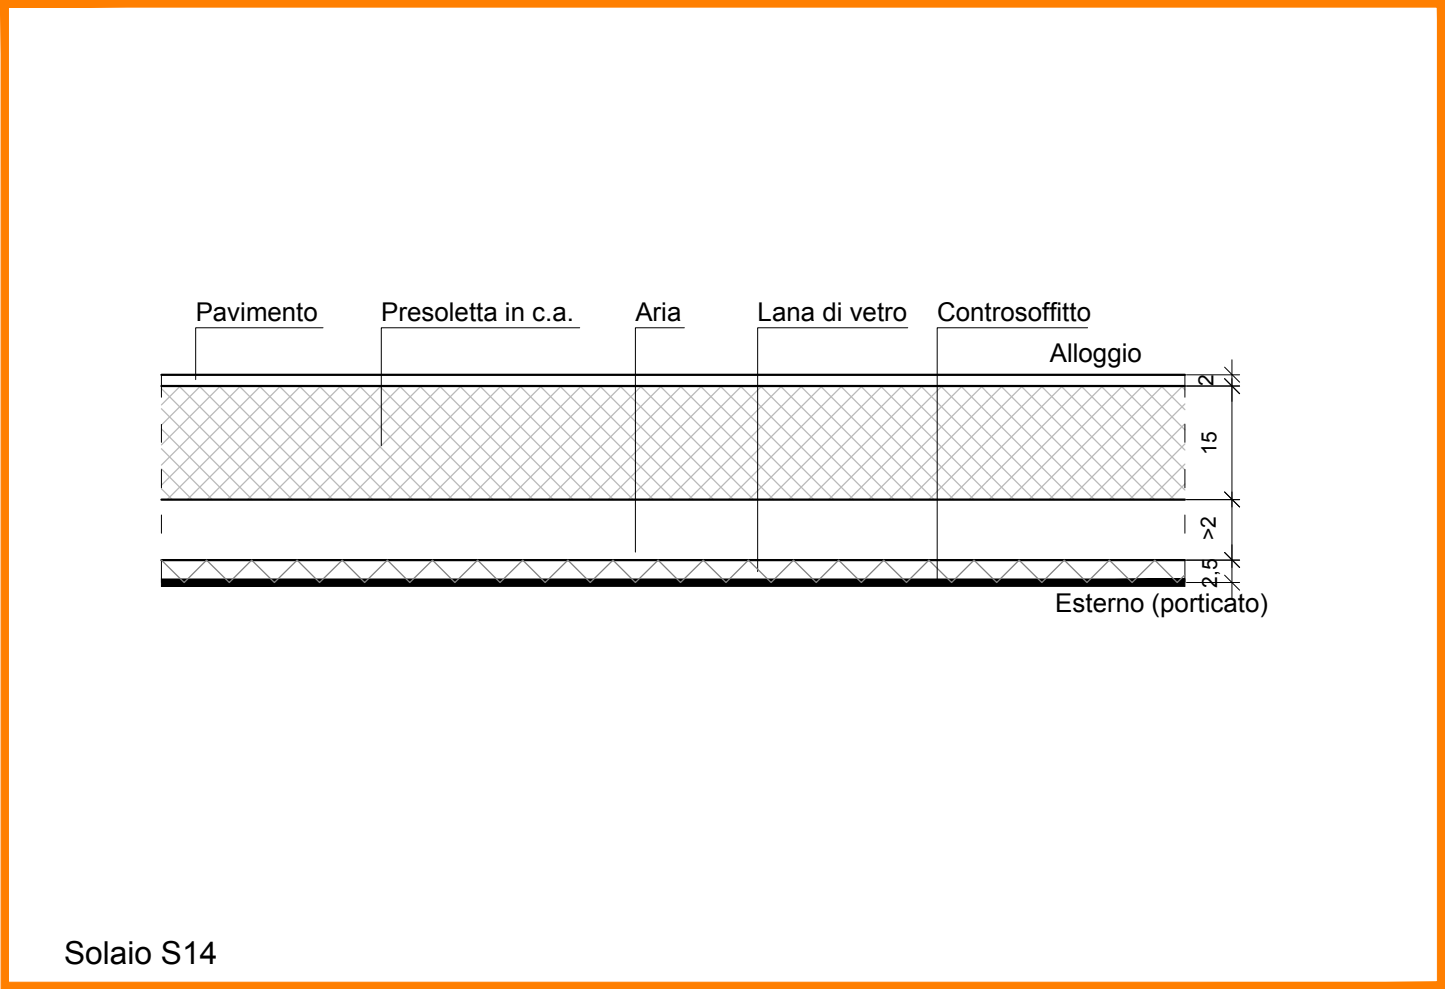 Pavimento
Presoletta in c.a.
Aria
Lana di vetro
Controsoffitto
Alloggio
2
15
>2
2,5
Esterno (porticato)
Solaio S14